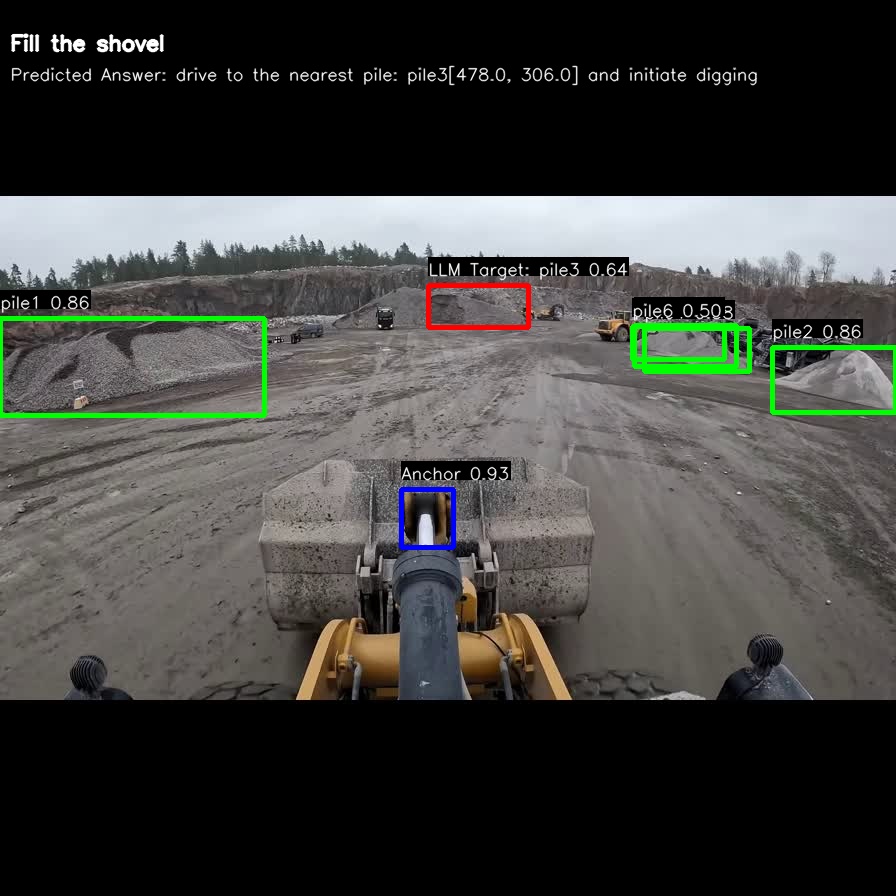 Fill the shovel
Predicted Answer: drive to the nearest pile: pile3[478.0, 306.0] and initiate digging
LLM Target: pile3 0.64
pile1 0.86
pile6 0.50
pile2 0.86
Anchor 0.93